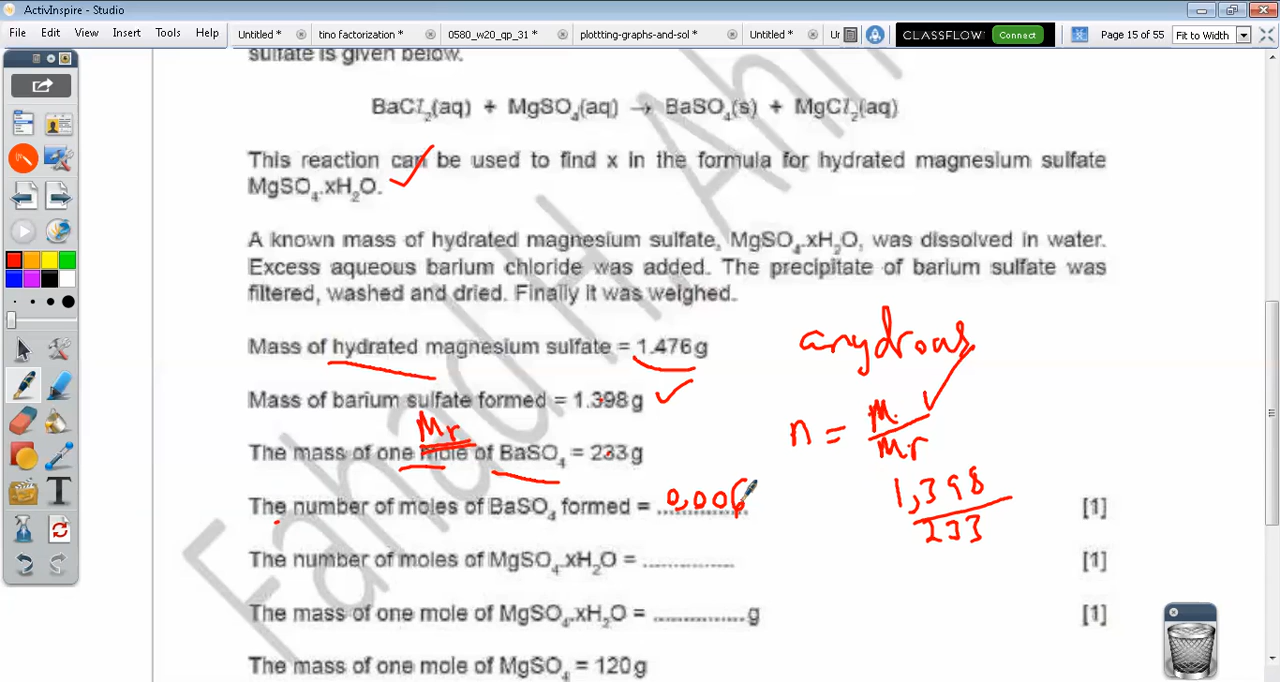 ActivInspire - Studio
File Edit View Insert Tools Help
Untitled * tino factorization * 0580_w20_qp_31 * plottting-graphs-and-sol * Untitled * Ur
CLASSFLOW Connect
Page 15 of 55 Fit to Width
sulfate is given below.
BaCl₂(aq) + MgSO₄(aq) → BaSO₄(s) + MgCl₂(aq)
This reaction can be used to find x in the formula for hydrated magnesium sulfate
MgSO₄.xH₂O.
A known mass of hydrated magnesium sulfate, MgSO₄.xH₂O, was dissolved in water.
Excess aqueous barium chloride was added. The precipitate of barium sulfate was
filtered, washed and dried. Finally it was weighed.
anydrous
Mass of hydrated magnesium sulfate = 1.476g
Mass of barium sulfate formed = 1.398g
n = M / Mr
Mr
The mass of one mole of BaSO₄ = 233g
1,398 / 233
The number of moles of BaSO₄ formed = 0,006 [1]
The number of moles of MgSO₄.xH₂O = .................. [1]
The mass of one mole of MgSO₄.xH₂O = .................. g [1]
The mass of one mole of MgSO₄ = 120g
T